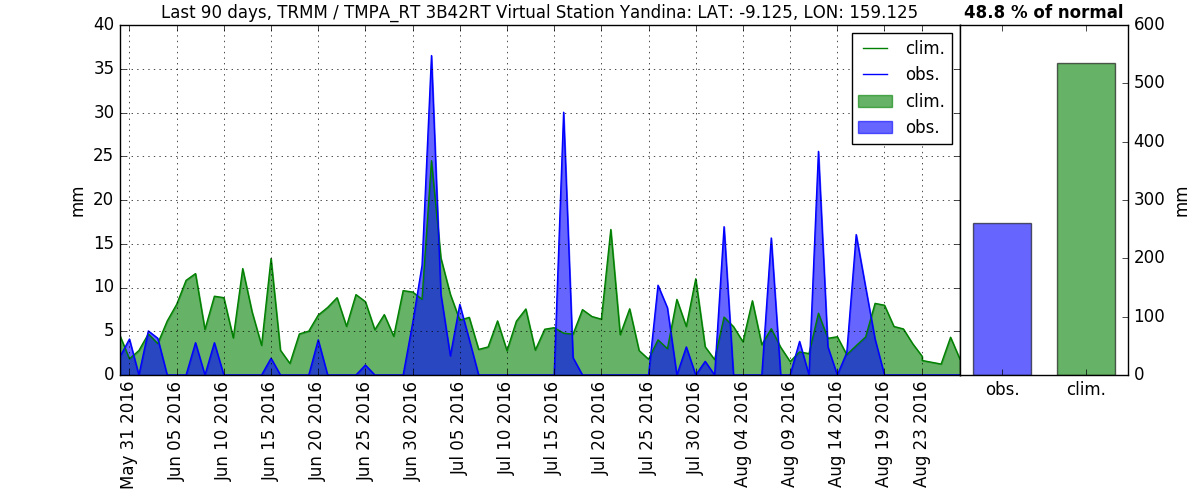 Last 90 days, TRMM / TMPA_RT 3B42RT Virtual Station Yandina: LAT: -9.125, LON: 159.125
48.8 % of normal
40
35
30
25
20
15
10
5
0
mm
clim.
obs.
clim.
obs.
May 31 2016
Jun 05 2016
Jun 10 2016
Jun 15 2016
Jun 20 2016
Jun 25 2016
Jun 30 2016
Jul 05 2016
Jul 10 2016
Jul 15 2016
Jul 20 2016
Jul 25 2016
Jul 30 2016
Aug 04 2016
Aug 09 2016
Aug 14 2016
Aug 19 2016
Aug 23 2016
600
500
400
300
200
100
0
mm
obs.
clim.